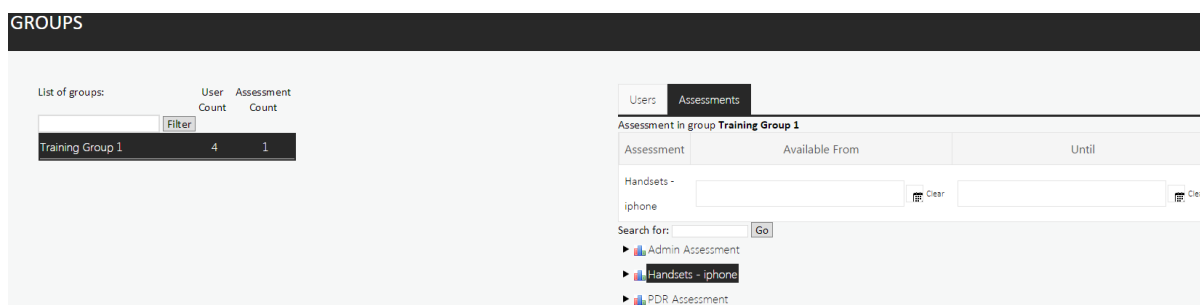 GROUPS
List of groups:
User Count
Assessment Count
Filter
Training Group 1 4 1
Users Assessments
Assessment in group Training Group 1
Assessment Available From Until
Handsets - iphone
Clear
Search for: Go
Admin Assessment
Handsets - iphone
PDR Assessment